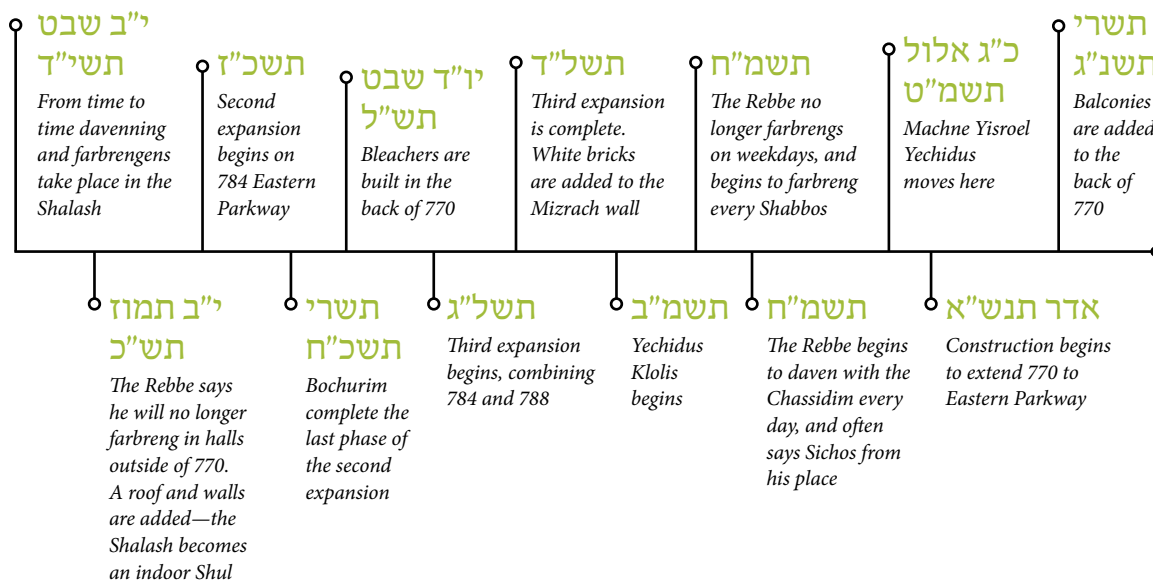 י״ב שבט
תשי״ד
From time to
time davenning
and farbrengens
take place in the
Shalash
י״ב תמוז
תש״כ
The Rebbe says
he will no longer
farbreng in halls
outside of 770.
A roof and walls
are added—the
Shalash becomes
an indoor Shul
תשכ״ז
Second
expansion
begins on
784 Eastern
Parkway
תשרי
תשכ״ח
Bochurim
complete the
last phase of
the second
expansion
יו״ד שבט
תש״ל
Bleachers are
built in the
back of 770
תשל״ג
Third expansion
begins, combining
784 and 788
תשל״ד
Third expansion
is complete.
White bricks
are added to the
Mizrach wall
תשמ״ב
Yechidus
Klolis
begins
תשמ״ח
The Rebbe no
longer farbrengs
on weekdays, and
begins to farbreng
every Shabbos
תשמ״ח
The Rebbe begins
to daven with the
Chassidim every
day, and often
says Sichos from
his place
כ״ג אלול
תשמ״ט
Machne Yisroel
Yechidus
moves here
אדר תנש״א
Construction begins
to extend 770 to
Eastern Parkway
תשרי
תשנ״ג
Balconies
are added
to the
back of
770